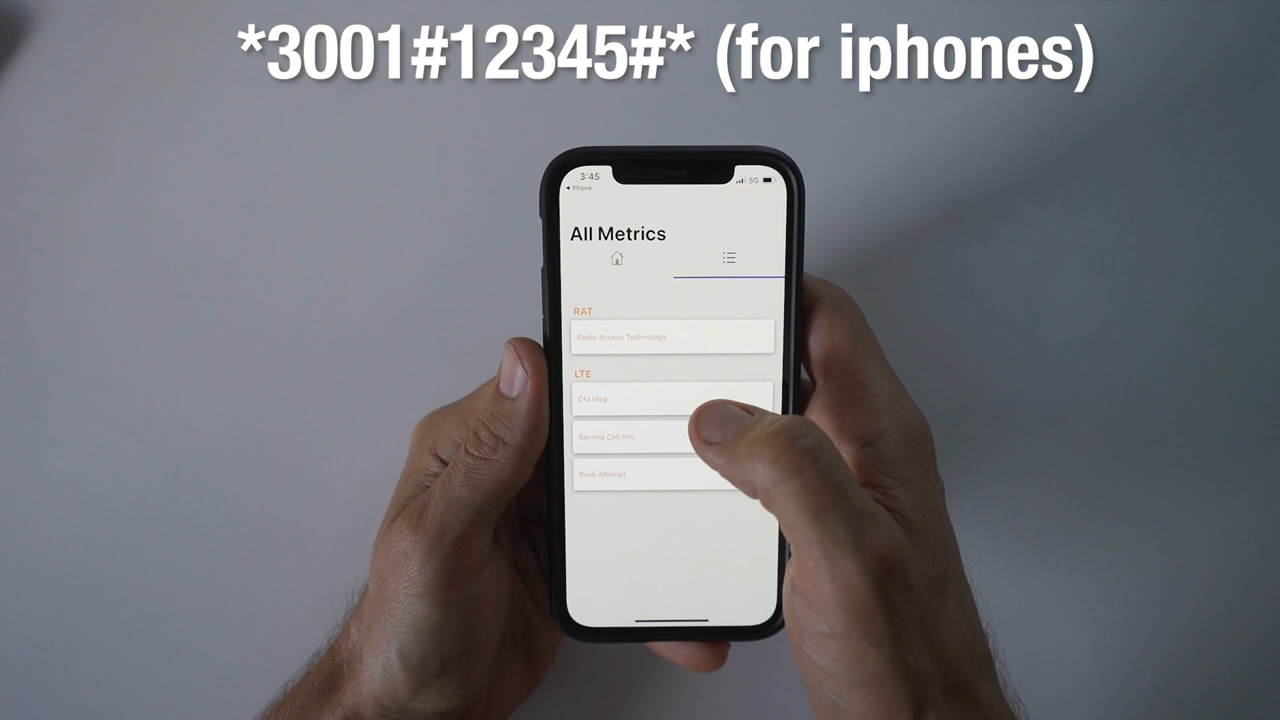 *3001#12345#* (for iphones)
3:45
5G
◀ Phone
All Metrics
RAT
Radio Access Technology
LTE
Ota Msg
Serving Cell Info
Rach Attempt